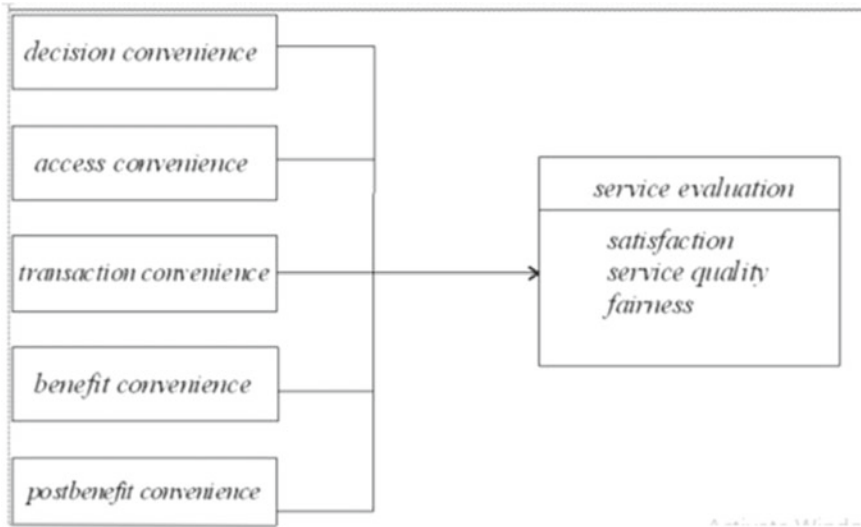 decision convenience
access convenience
transaction convenience
benefit convenience
postbenefit convenience
service evaluation
satisfaction
service quality
fairness